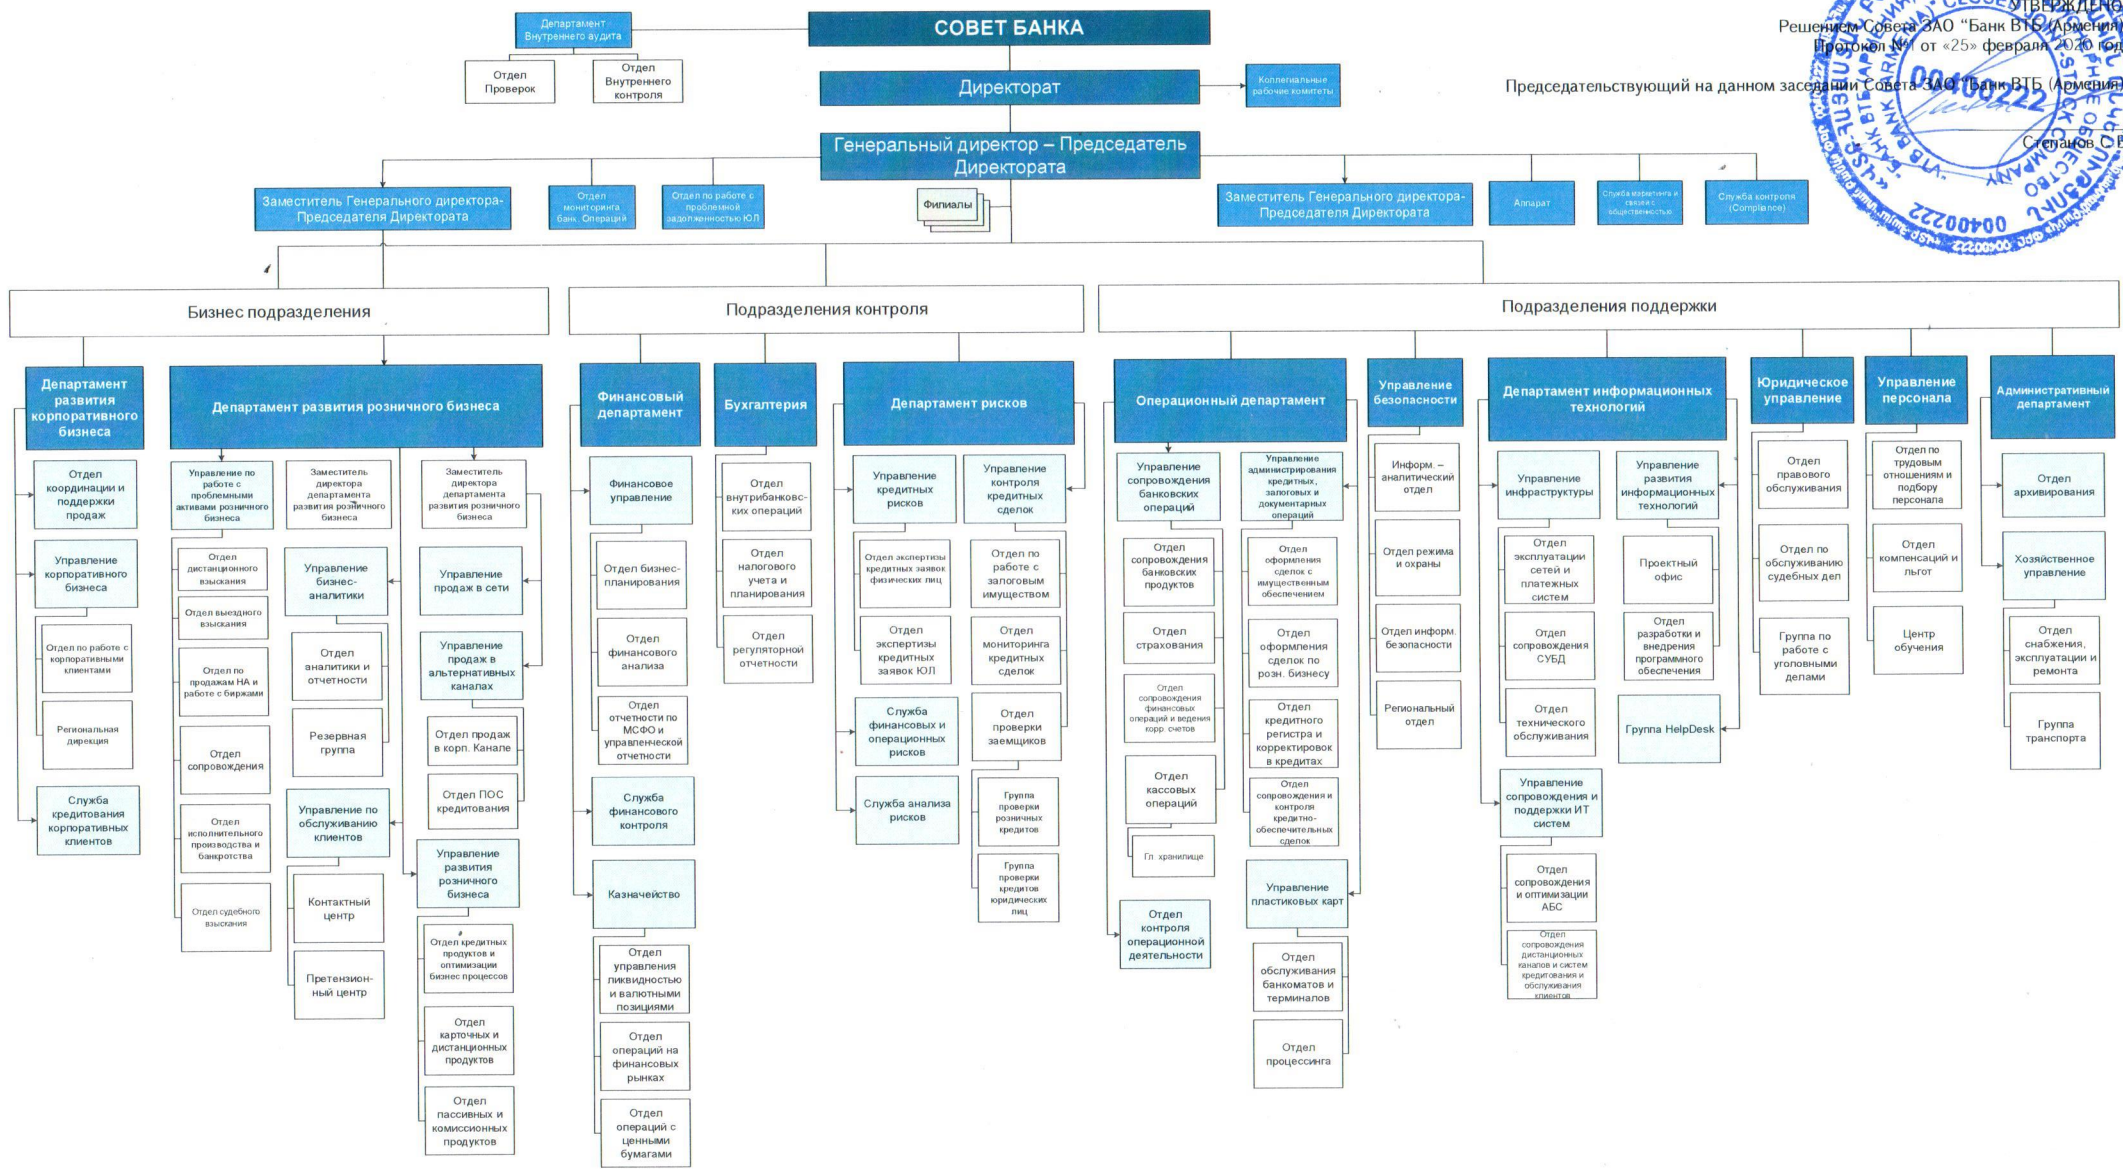 УТВЕРЖДЕНО
Решением Совета ЗАО "Банк ВТБ (Армения)
Протокол №1 от «25» февраля 2020 год
Председательствующий на данном заседании Совета ЗАО "Банк ВТБ (Армения)
Степанов С.В
00400222
"VTB BANK (ARMENIA)" CLOSED
STOCK COMPANY
"БАНК ВТБ (АРМЕНИЯ)"
ОБЩЕСТВО
00400222
СОВЕТ БАНКА
Департамент
Внутреннего аудита
Отдел
Проверок
Отдел
Внутреннего
контроля
Директорат
Коллегиальные
рабочие комитеты
Генеральный директор – Председатель
Директората
Заместитель Генерального директора-
Председателя Директората
Отдел
мониторинга
банк. Операций
Отдел по работе с
проблемной
задолженностью ЮЛ
Филиалы
Заместитель Генерального директора-
Председателя Директората
Аппарат
Служба маркетинга и
связей с
общественностью
Служба контроля
(Compliance)
Бизнес подразделения
Подразделения контроля
Подразделения поддержки
Департамент
развития
корпоративного
бизнеса
Отдел
координации и
поддержки
продаж
Управление
корпоративного
бизнеса
Отдел по работе с
корпоративными
клиентами
Региональная
дирекция
Служба
кредитования
корпоративных
клиентов
Департамент развития розничного бизнеса
Управление по
работе с
проблемными
активами розничного
бизнеса
Отдел
дистанционного
взыскания
Отдел выездного
взыскания
Отдел по
продажам НА и
работе с биржами
Отдел
сопровождения
Отдел
исполнительного
производства и
банкротства
Отдел судебного
взыскания
Заместитель
директора
департамента
развития розничного
бизнеса
Управление
бизнес-
аналитики
Отдел
аналитики и
отчетности
Резервная
группа
Управление по
обслуживанию
клиентов
Контактный
центр
Претензион-
ный центр
Заместитель
директора
департамента
развития розничного
бизнеса
Управление
продаж в сети
Управление
продаж в
альтернативных
каналах
Отдел продаж
в корп. Канале
Отдел ПОС
кредитования
Управление
развития
розничного
бизнеса
Отдел кредитных
продуктов и
оптимизации
бизнес процессов
Отдел
карточных и
дистанционных
продуктов
Отдел
пассивных и
комиссионных
продуктов
Финансовый
департамент
Финансовое
управление
Отдел бизнес-
планирования
Отдел
финансового
анализа
Отдел
отчетности по
МСФО и
управленческой
отчетности
Служба
финансового
контроля
Казначейство
Отдел
управления
ликвидностью
и валютными
позициями
Отдел
операций на
финансовых
рынках
Отдел
операций с
ценными
бумагами
Бухгалтерия
Отдел
внутрибанковс-
ких операций
Отдел
налогового
учета и
планирования
Отдел
регуляторной
отчетности
Департамент рисков
Управление
кредитных
рисков
Отдел экспертизы
кредитных заявок
физических лиц
Отдел
экспертизы
кредитных
заявок ЮЛ
Служба
финансовых и
операционных
рисков
Служба анализа
рисков
Управление
контроля
кредитных
сделок
Отдел по
работе с
залоговым
имуществом
Отдел
мониторинга
кредитных
сделок
Отдел
проверки
заемщиков
Группа
проверки
розничных
кредитов
Группа
проверки
кредитов
юридических
лиц
Операционный департамент
Управление
сопровождения
банковских
операций
Отдел
сопровождения
банковских
продуктов
Отдел
страхования
Отдел
сопровождения
финансовых
операций и ведения
корр. счетов
Отдел
кассовых
операций
Гл хранилище
Отдел
контроля
операционной
деятельности
Управление
администрирования
кредитных,
залоговых и
документарных
операций
Отдел
оформления
сделок с
имущественным
обеспечением
Отдел
оформления
сделок по
розн. бизнесу
Отдел
кредитного
регистра и
корректировок
в кредитах
Отдел
сопровождения и
контроля
кредитно-
обеспечительных
сделок
Управление
пластиковых карт
Отдел
обслуживания
банкоматов и
терминалов
Отдел
процессинга
Управление
безопасности
Информ. –
аналитический
отдел
Отдел режима
и охраны
Отдел информ.
безопасности
Региональный
отдел
Департамент информационных
технологий
Управление
инфраструктуры
Отдел
эксплуатации
сетей и
платежных
систем
Отдел
сопровождения
СУБД
Отдел
технического
обслуживания
Управление
сопровождения и
поддержки ИТ
систем
Отдел
сопровождения
и оптимизации
АБС
Отдел
сопровождения
дистанционных
каналов и систем
кредитования и
обслуживания
клиентов
Управление
развития
информационных
технологий
Проектный
офис
Отдел
разработки и
внедрения
программного
обеспечения
Группа HelpDesk
Юридическое
управление
Отдел
правового
обслуживания
Отдел по
обслуживанию
судебных дел
Группа по
работе с
уголовными
делами
Управление
персонала
Отдел по
трудовым
отношениям и
подбору
персонала
Отдел
компенсаций и
льгот
Центр
обучения
Административный
департамент
Отдел
архивирования
Хозяйственное
управление
Отдел
снабжения,
эксплуатации и
ремонта
Группа
транспорта